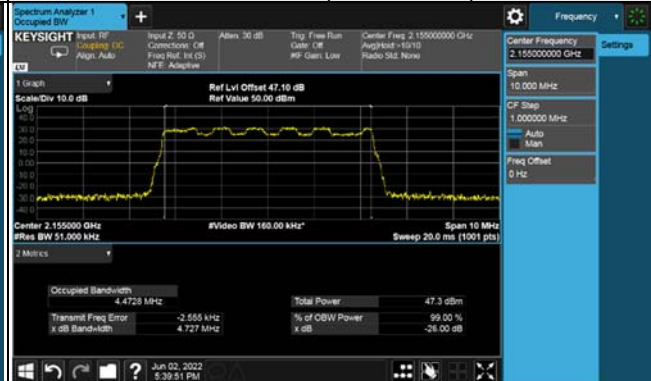 Spectrum Analyzer 1
Occupied BW
+
Frequency
KEYSIGHT
Input: RF
Coupling: DC
Align: Auto
Input Z: 50 Ω
Corrections: Off
Freq Ref: Int (S)
NFE: Adaptive
Atten: 30 dB
Trig: Free Run
Gate: Off
#IF Gain: Low
Center Freq: 2.155000000 GHz
Avg|Hold:>10/10
Radio Std: None
LXI
Center Frequency
2.155000000 GHz
Settings
Span
10.000 MHz
CF Step
1.000000 MHz
Auto
Man
Freq Offset
0 Hz
1 Graph
Scale/Div 10.0 dB
Ref Lvl Offset 47.10 dB
Ref Value 50.00 dBm
Log
40.0
30.0
20.0
10.0
0.00
-10.0
-20.0
-30.0
-40.0
Center 2.155000 GHz
#Res BW 51.000 kHz
#Video BW 160.00 kHz*
Span 10 MHz
Sweep 20.0 ms (1001 pts)
2 Metrics
Occupied Bandwidth
4.4728 MHz
Total Power 47.3 dBm
Transmit Freq Error -2.555 kHz
% of OBW Power 99.00 %
x dB Bandwidth 4.727 MHz
x dB -26.00 dB
?
Jun 02, 2022
5:39:51 PM